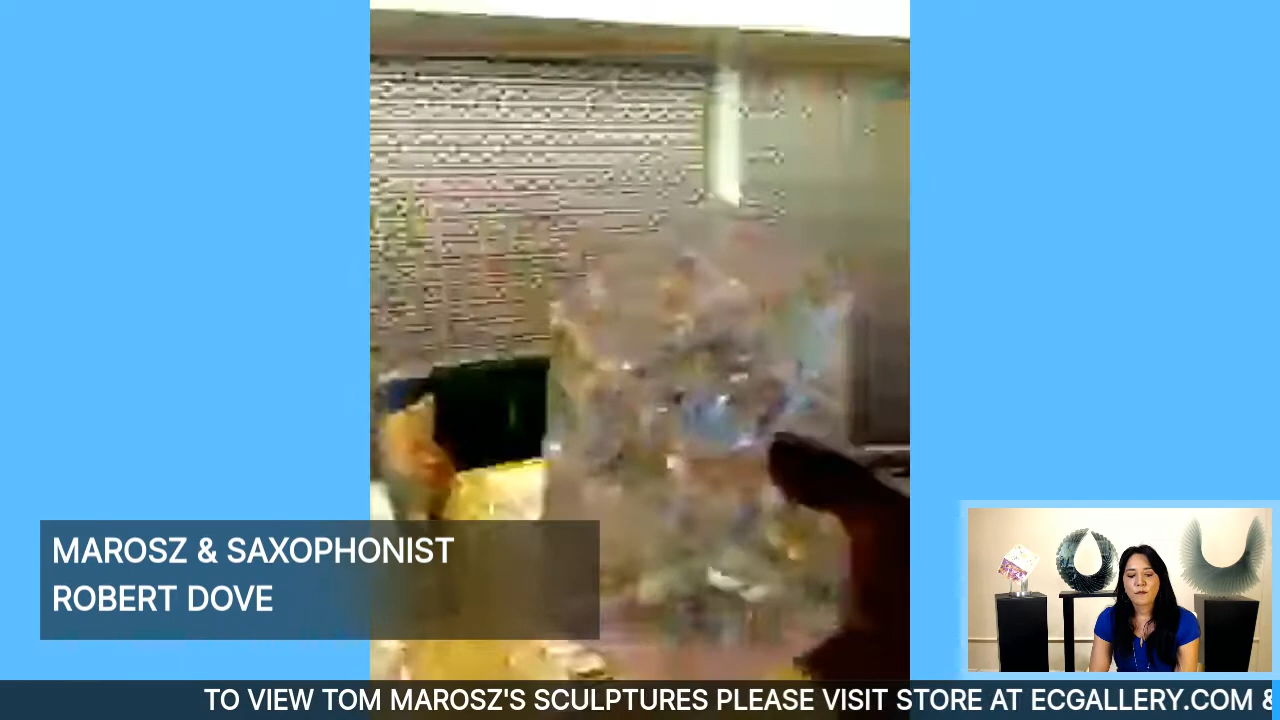 MAROSZ & SAXOPHONIST
ROBERT DOVE
TO VIEW TOM MAROSZ'S SCULPTURES PLEASE VISIT STORE AT ECGALLERY.COM &